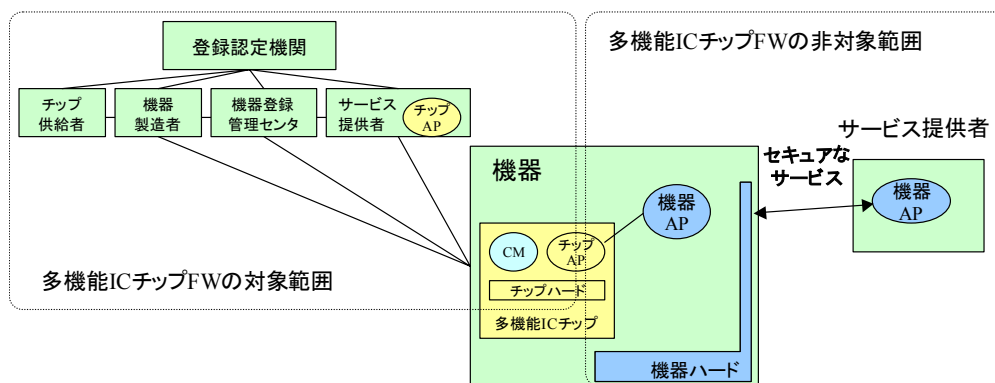 登録認定機関
チップ
供給者
機器
製造者
機器登録
管理センタ
サービス
提供者
チップ
AP
多機能ICチップFWの対象範囲
多機能ICチップFWの非対象範囲
機器
CM
チップ
AP
チップハード
多機能ICチップ
機器
AP
機器ハード
セキュアな
サービス
サービス提供者
機器
AP